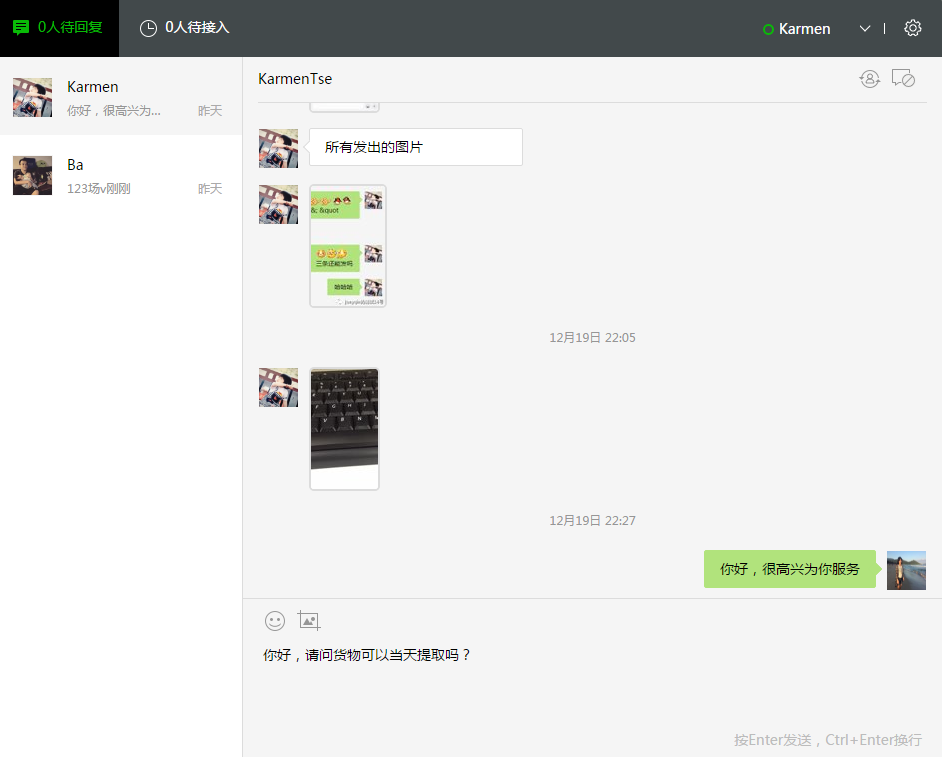 0人待回复
0人待接入
Karmen
Karmen
你好，很高兴为...
昨天
Ba
123场v刚刚
昨天
KarmenTse
所有发出的图片
&; &quot
三条还能发吗
哈哈哈
12月19日 22:05
12月19日 22:27
你好，很高兴为你服务
你好，请问货物可以当天提取吗？
按Enter发送，Ctrl+Enter换行